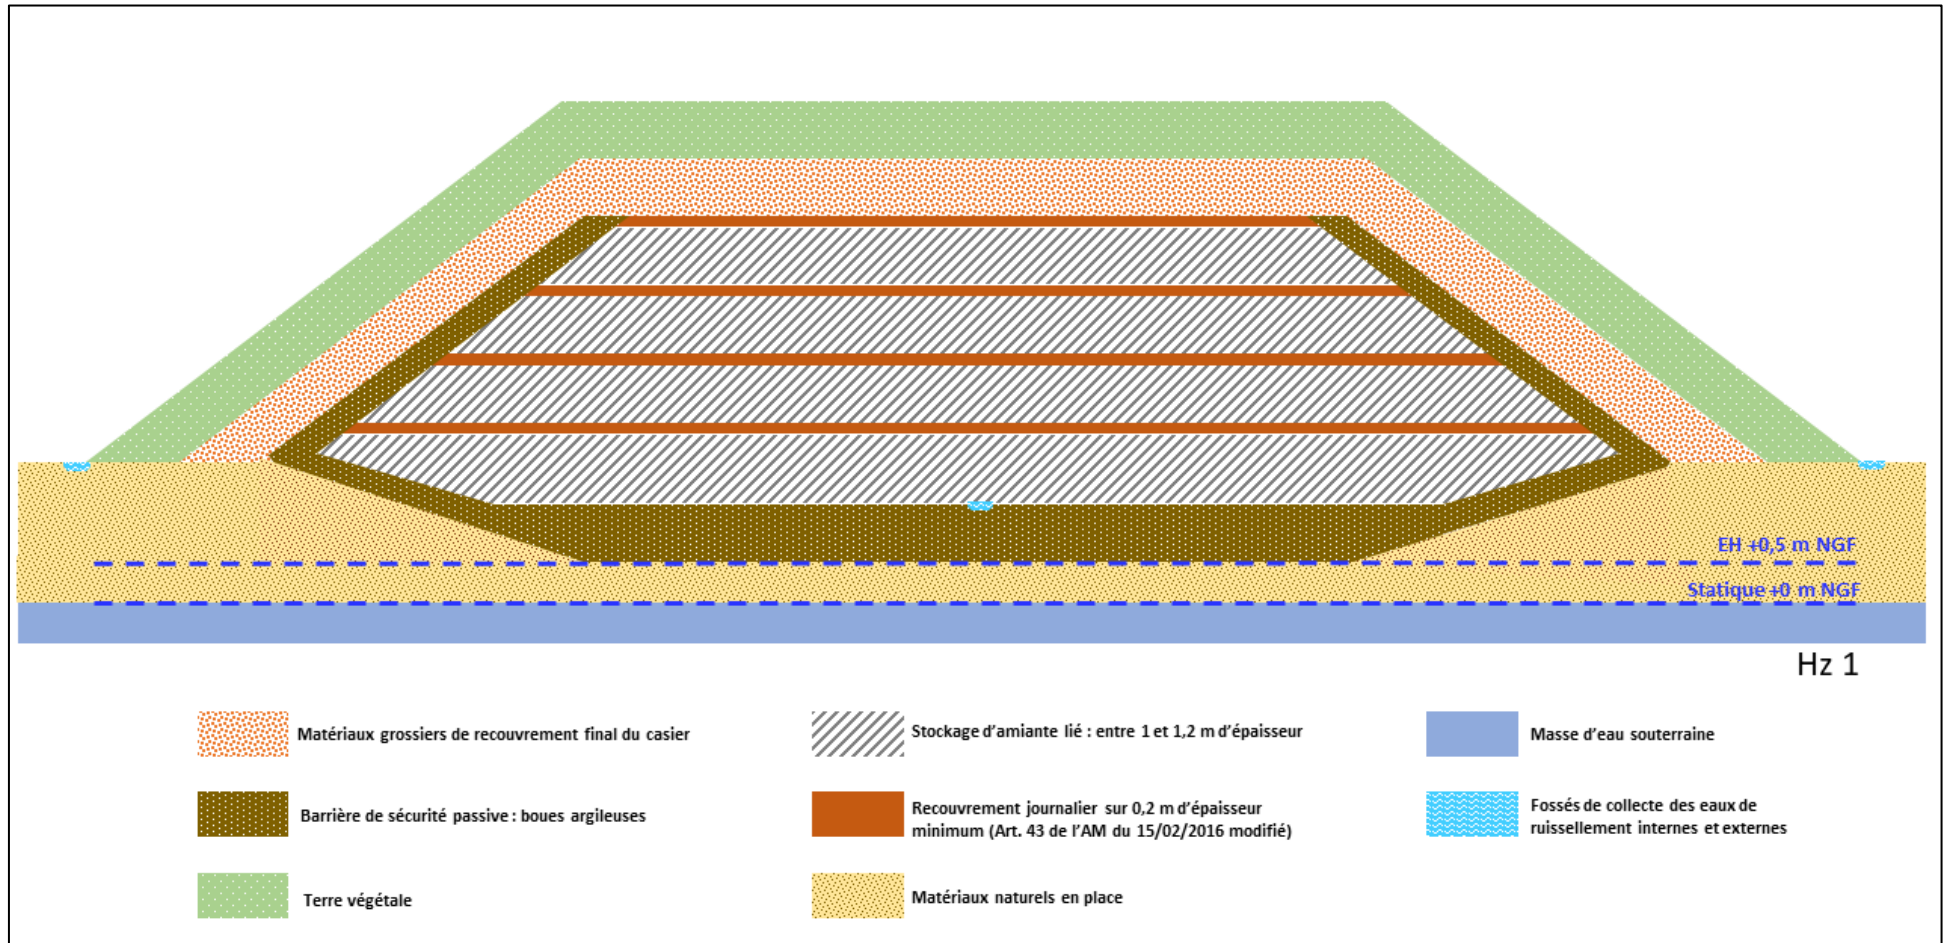 EH +0,5 m NGF
Statique +0 m NGF
Hz 1
Matériaux grossiers de recouvrement final du casier
Stockage d'amiante lié : entre 1 et 1,2 m d'épaisseur
Masse d'eau souterraine
Barrière de sécurité passive : boues argileuses
Recouvrement journalier sur 0,2 m d'épaisseur
minimum (Art. 43 de l'AM du 15/02/2016 modifié)
Fossés de collecte des eaux de
ruissellement internes et externes
Terre végétale
Matériaux naturels en place